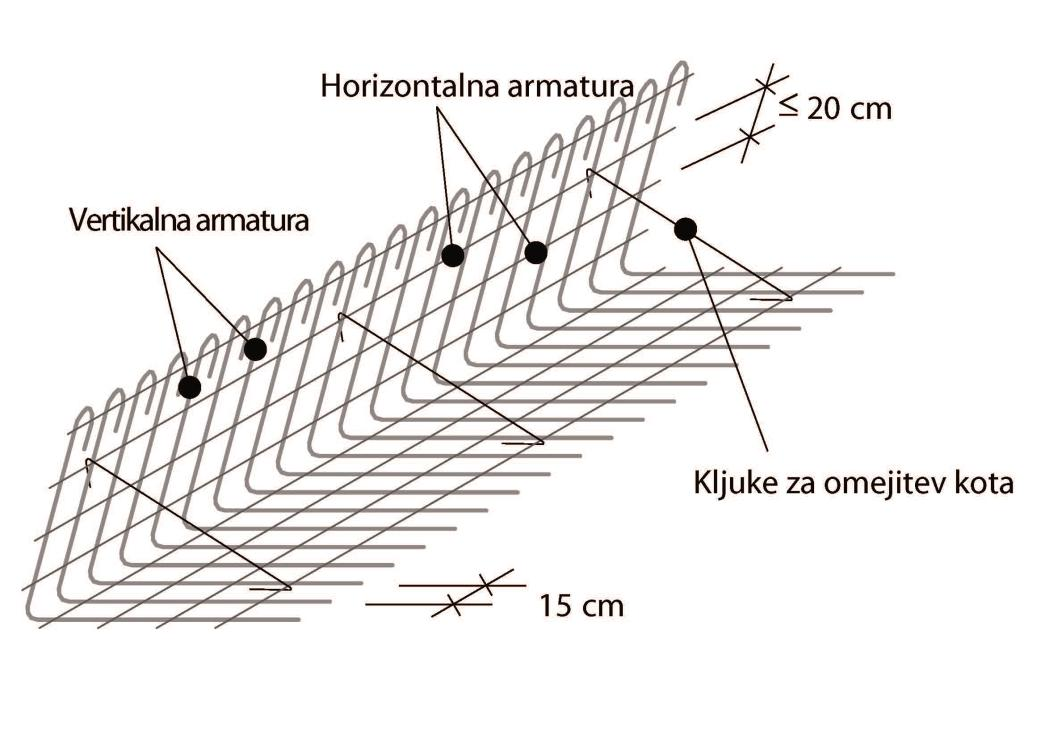 Horizontalna armatura
≤ 20 cm
Vertikalna armatura
Kljuke za omejitev kota
15 cm